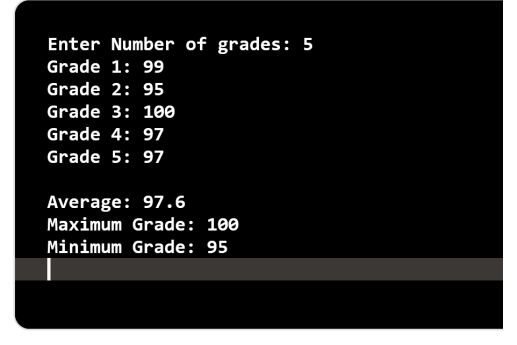 Enter Number of grades: 5
Grade 1: 99
Grade 2: 95
Grade 3: 100
Grade 4: 97
Grade 5: 97
Average: 97.6
Maximum Grade: 100
Minimum Grade: 95